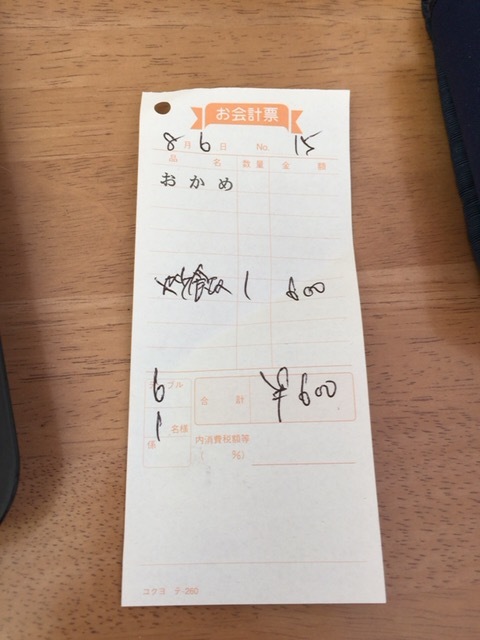 お会計票
8月6日 No. 15
品名 数量 金額
おかめ
1 600
6 テーブル
合計 ¥600
1 名様
係
内消費税額等
( %)
コクヨ テ-260